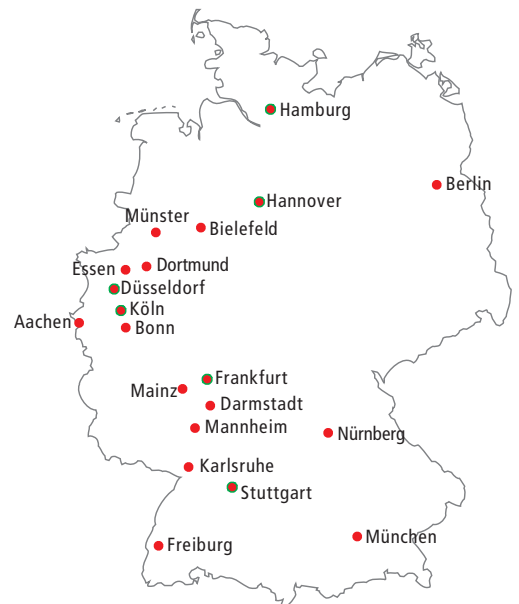 Hamburg
Berlin
Hannover
Münster
Bielefeld
Essen
Dortmund
Düsseldorf
Köln
Aachen
Bonn
Frankfurt
Mainz
Darmstadt
Mannheim
Nürnberg
Karlsruhe
Stuttgart
München
Freiburg